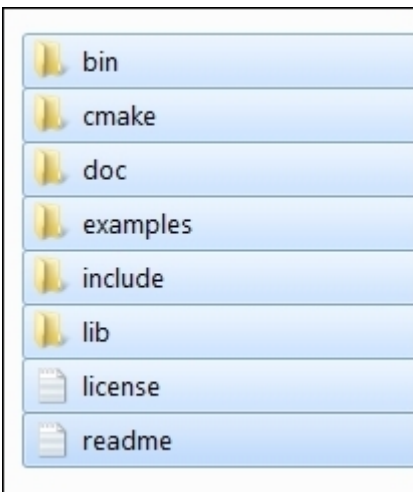 bin
cmake
doc
examples
include
lib
license
readme